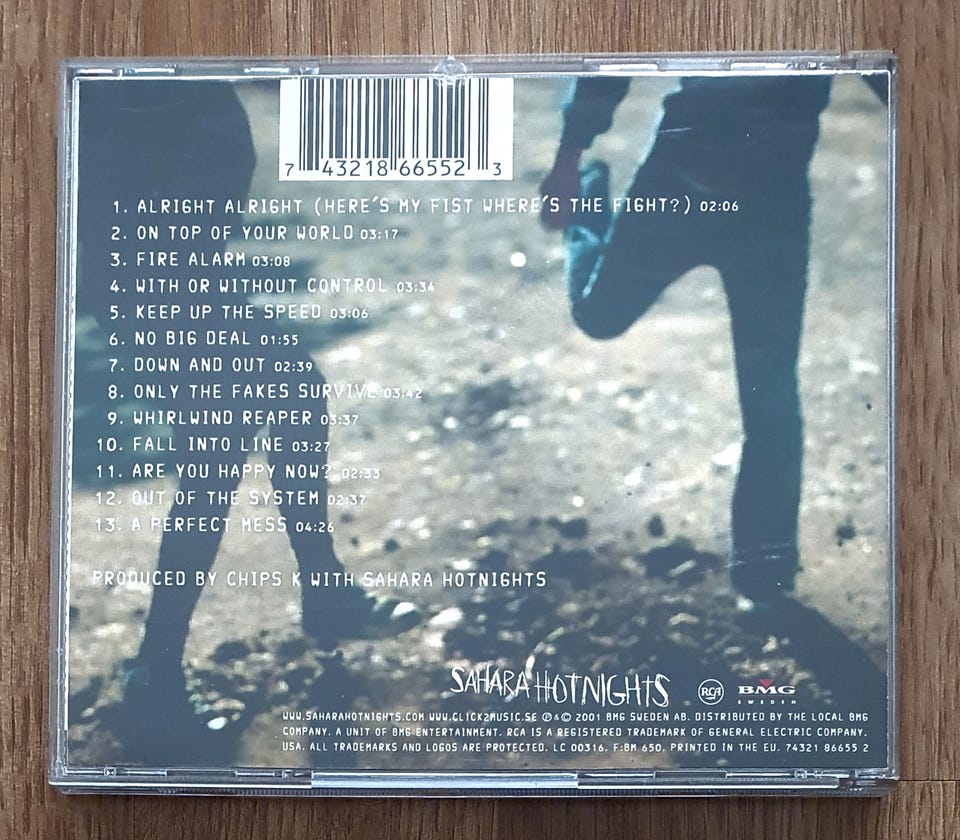 7 43218 66552 3
1. ALRIGHT ALRIGHT (HERE'S MY FIST WHERE'S THE FIGHT?) 02:06
2. ON TOP OF YOUR WORLD 03:17
3. FIRE ALARM 03:08
4. WITH OR WITHOUT CONTROL 03:34
5. KEEP UP THE SPEED 03:06
6. NO BIG DEAL 01:55
7. DOWN AND OUT 02:39
8. ONLY THE FAKES SURVIVE 03:42
9. WHIRLWIND REAPER 03:37
10. FALL INTO LINE 03:27
11. ARE YOU HAPPY NOW? 02:33
12. OUT OF THE SYSTEM 02:37
13. A PERFECT MESS 04:26
PRODUCED BY CHIPS K WITH SAHARA HOTNIGHTS
SAHARA HOTNIGHTS RCA BMG
SWEDEN
WWW.SAHARAHOTNIGHTS.COM WWW.CLICK2MUSIC.SE ℗&© 2001 BMG SWEDEN AB. DISTRIBUTED BY THE LOCAL BMG
COMPANY. A UNIT OF BMG ENTERTAINMENT. RCA IS A REGISTERED TRADEMARK OF GENERAL ELECTRIC COMPANY.
USA. ALL TRADEMARKS AND LOGOS ARE PROTECTED. LC 00316. F:BM 650. PRINTED IN THE EU. 74321 86655 2